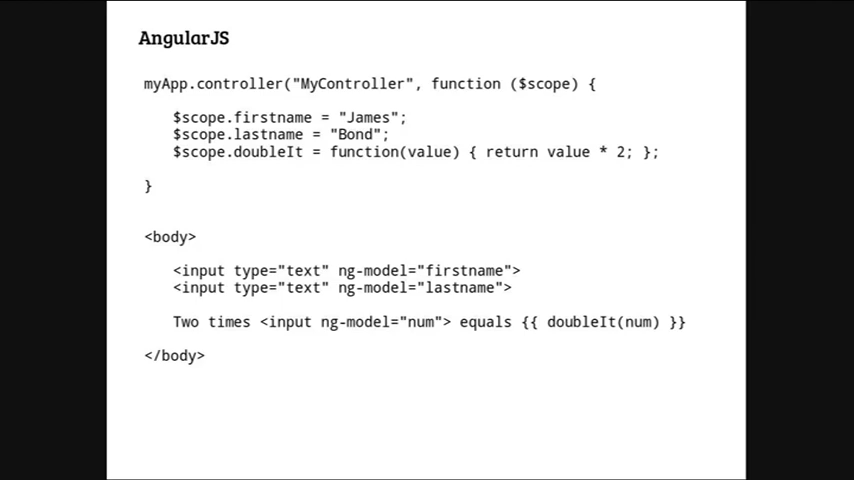 AngularJS
myApp.controller("MyController", function ($scope) {
$scope.firstname = "James";
$scope.lastname = "Bond";
$scope.doubleIt = function(value) { return value * 2; };
}
<body>
<input type="text" ng-model="firstname">
<input type="text" ng-model="lastname">
Two times <input ng-model="num"> equals {{ doubleIt(num) }}
</body>